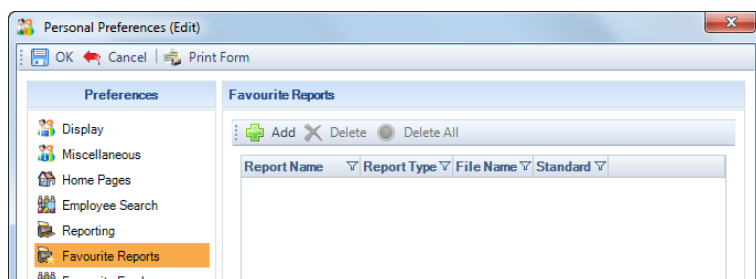 Personal Preferences (Edit)
OK Cancel Print Form
Preferences
Favourite Reports
Display
Miscellaneous
Home Pages
Employee Search
Reporting
Favourite Reports
Add Delete Delete All
Report Name Report Type File Name Standard